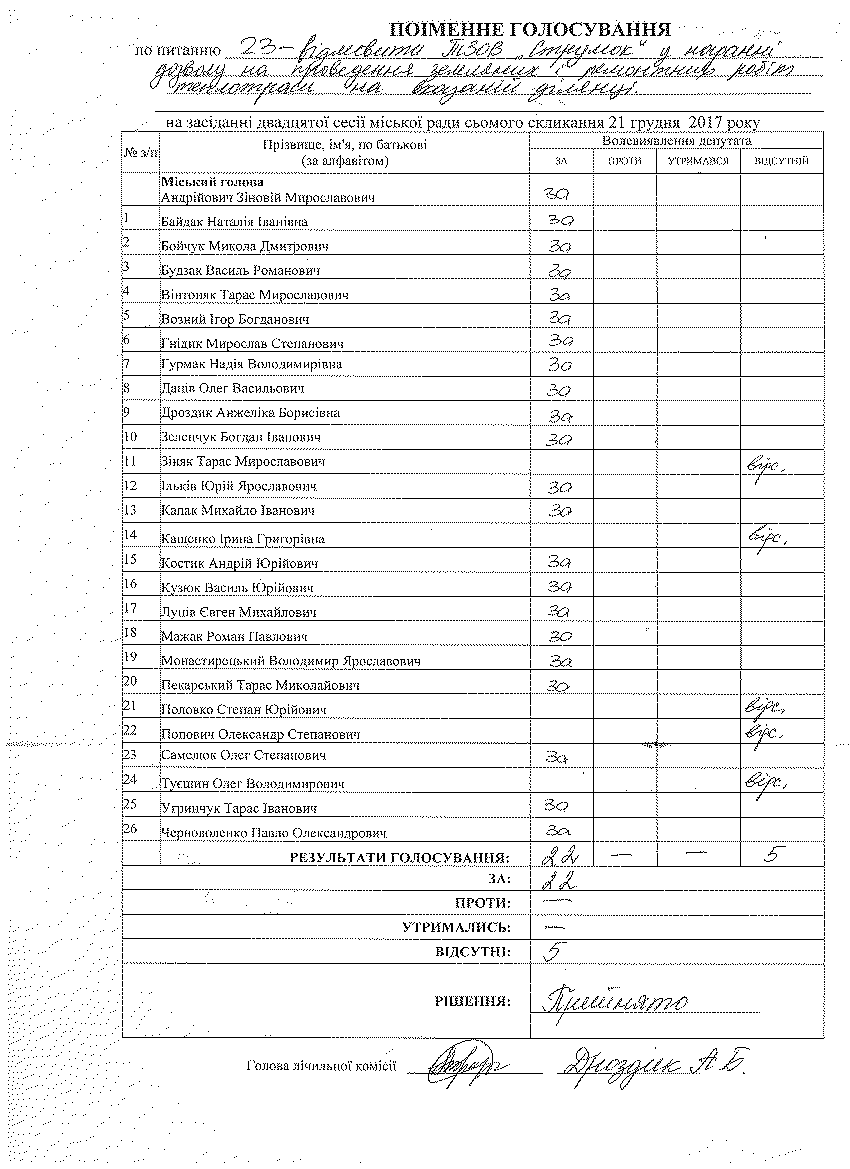 ПОІМЕННЕ ГОЛОСУВАННЯ
по питанню 23 – Відмовити ТЗОВ „Струмок“ у наданні
дозволу на проведення земляних і ремонтних робіт
теплотраси на вказаній ділянці.
на засіданні двадцятої сесії міської ради сьомого скликання 21 грудня 2017 року
№ з/п Прізвище, ім'я, по батькові (за алфавітом) Волевиявлення депутата
ЗА ПРОТИ УТРИМАВСЯ ВІДСУТНІЙ
Міський голова
Андрійович Зіновій Мирославович За
1 Байдак Наталія Іванівна За
2 Бойчук Микола Дмитрович За
3 Будзак Василь Романович За
4 Вінтоняк Тарас Мирославович За
5 Возний Ігор Богданович За
6 Гнідик Мирослав Степанович За
7 Гурмак Надія Володимирівна За
8 Даців Олег Васильович За
9 Дроздик Анжеліка Борисівна За
10 Зеленчук Богдан Іванович За
11 Зіняк Тарас Мирославович відс.
12 Ільків Юрій Ярославович За
13 Капак Михайло Іванович За
14 Кащенко Ірина Григорівна відс.
15 Костик Андрій Юрійович За
16 Кузюк Василь Юрійович За
17 Луців Євген Михайлович За
18 Мажак Роман Павлович За
19 Монастирецький Володимир Ярославович За
20 Пекарський Тарас Миколайович За
21 Половко Степан Юрійович відс.
22 Попович Олександр Степанович відс.
23 Самелюк Олег Степанович За
24 Туєшин Олег Володимирович відс.
25 Угринчук Тарас Іванович За
26 Черноволенко Павло Олександрович За
РЕЗУЛЬТАТИ ГОЛОСУВАННЯ: 22 — — 5
ЗА: 22
ПРОТИ: —
УТРИМАЛИСЬ: —
ВІДСУТНІ: 5
РІШЕННЯ: Прийнято
Голова лічильної комісії Дроздик А Б.